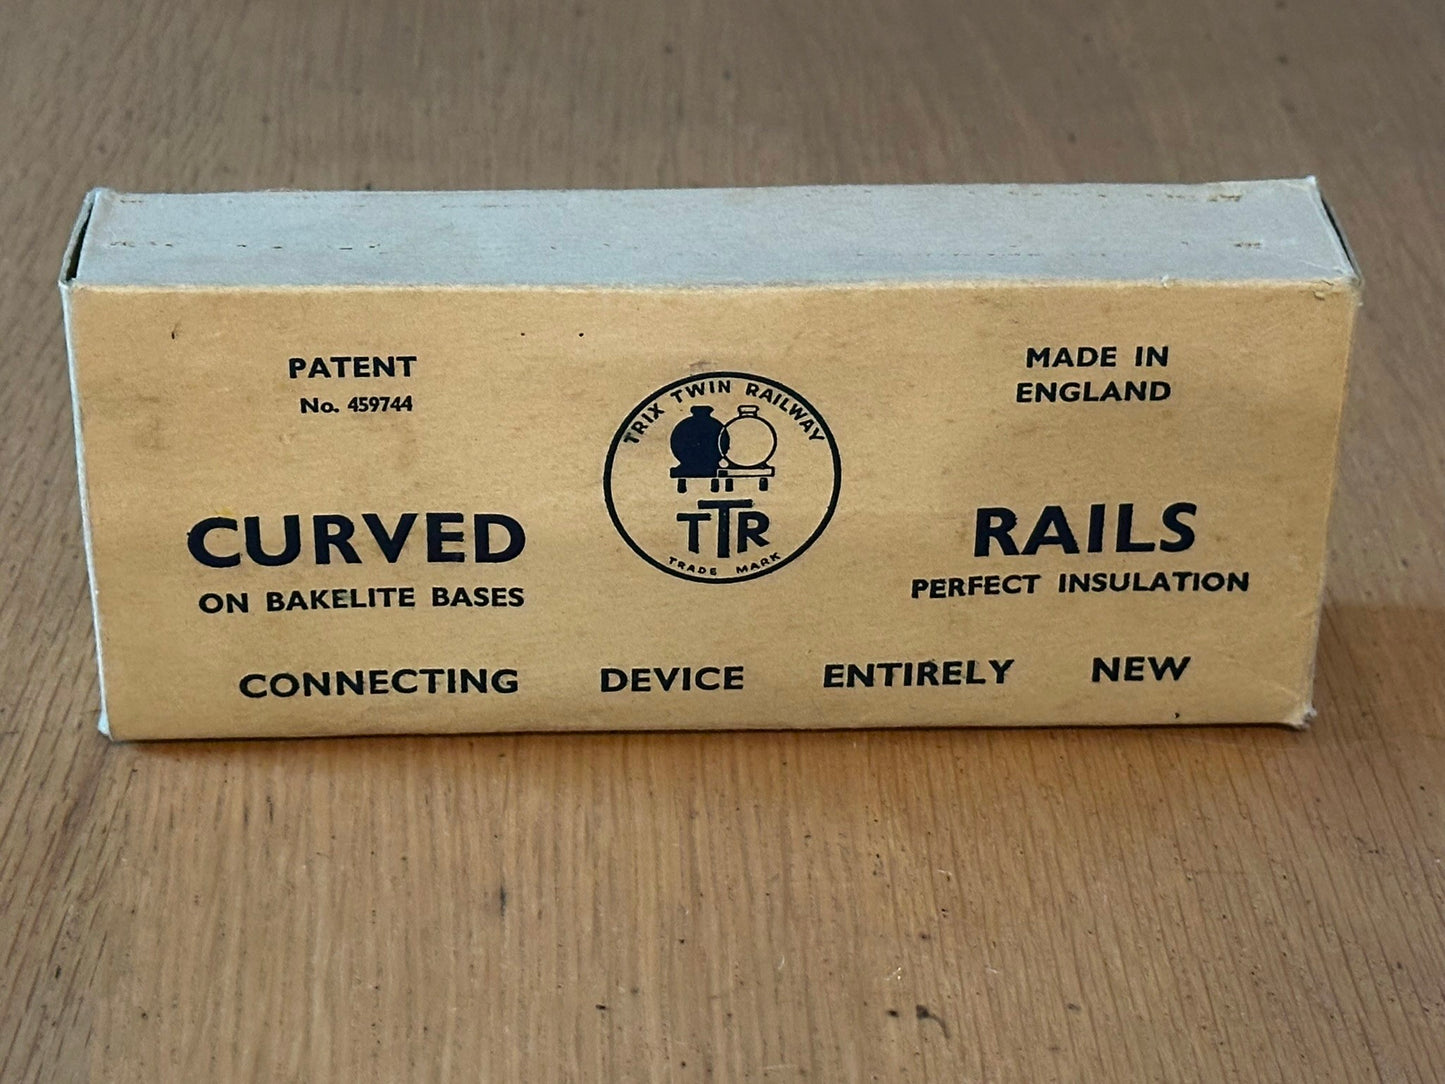 PATENT
No. 459744
MADE IN
ENGLAND
TRIX TWIN RAILWAY
TTR
TRADE MARK
CURVED
ON BAKELITE BASES
RAILS
PERFECT INSULATION
CONNECTING DEVICE ENTIRELY NEW